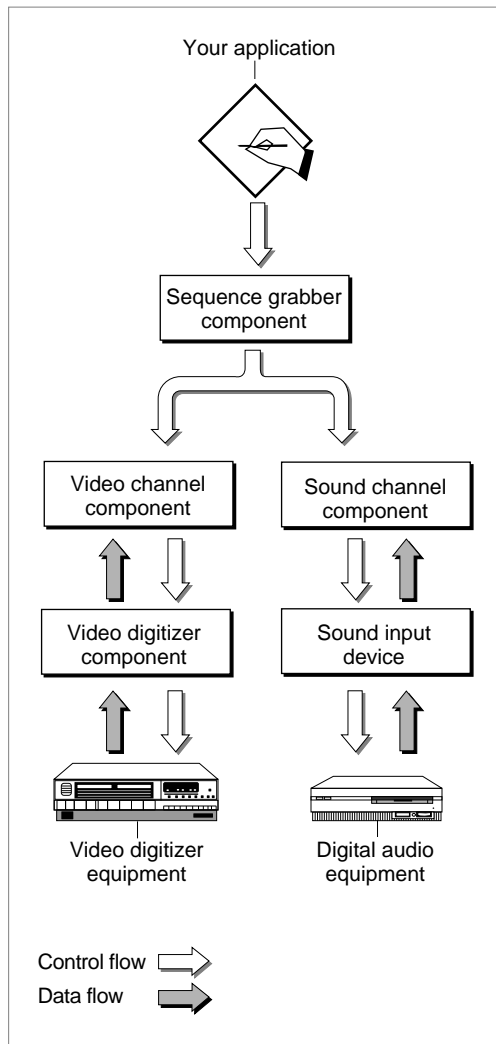 Your application
Sequence grabber
component
Video channel
component
Sound channel
component
Video digitizer
component
Sound input
device
Video digitizer
equipment
Digital audio
equipment
Control flow
Data flow